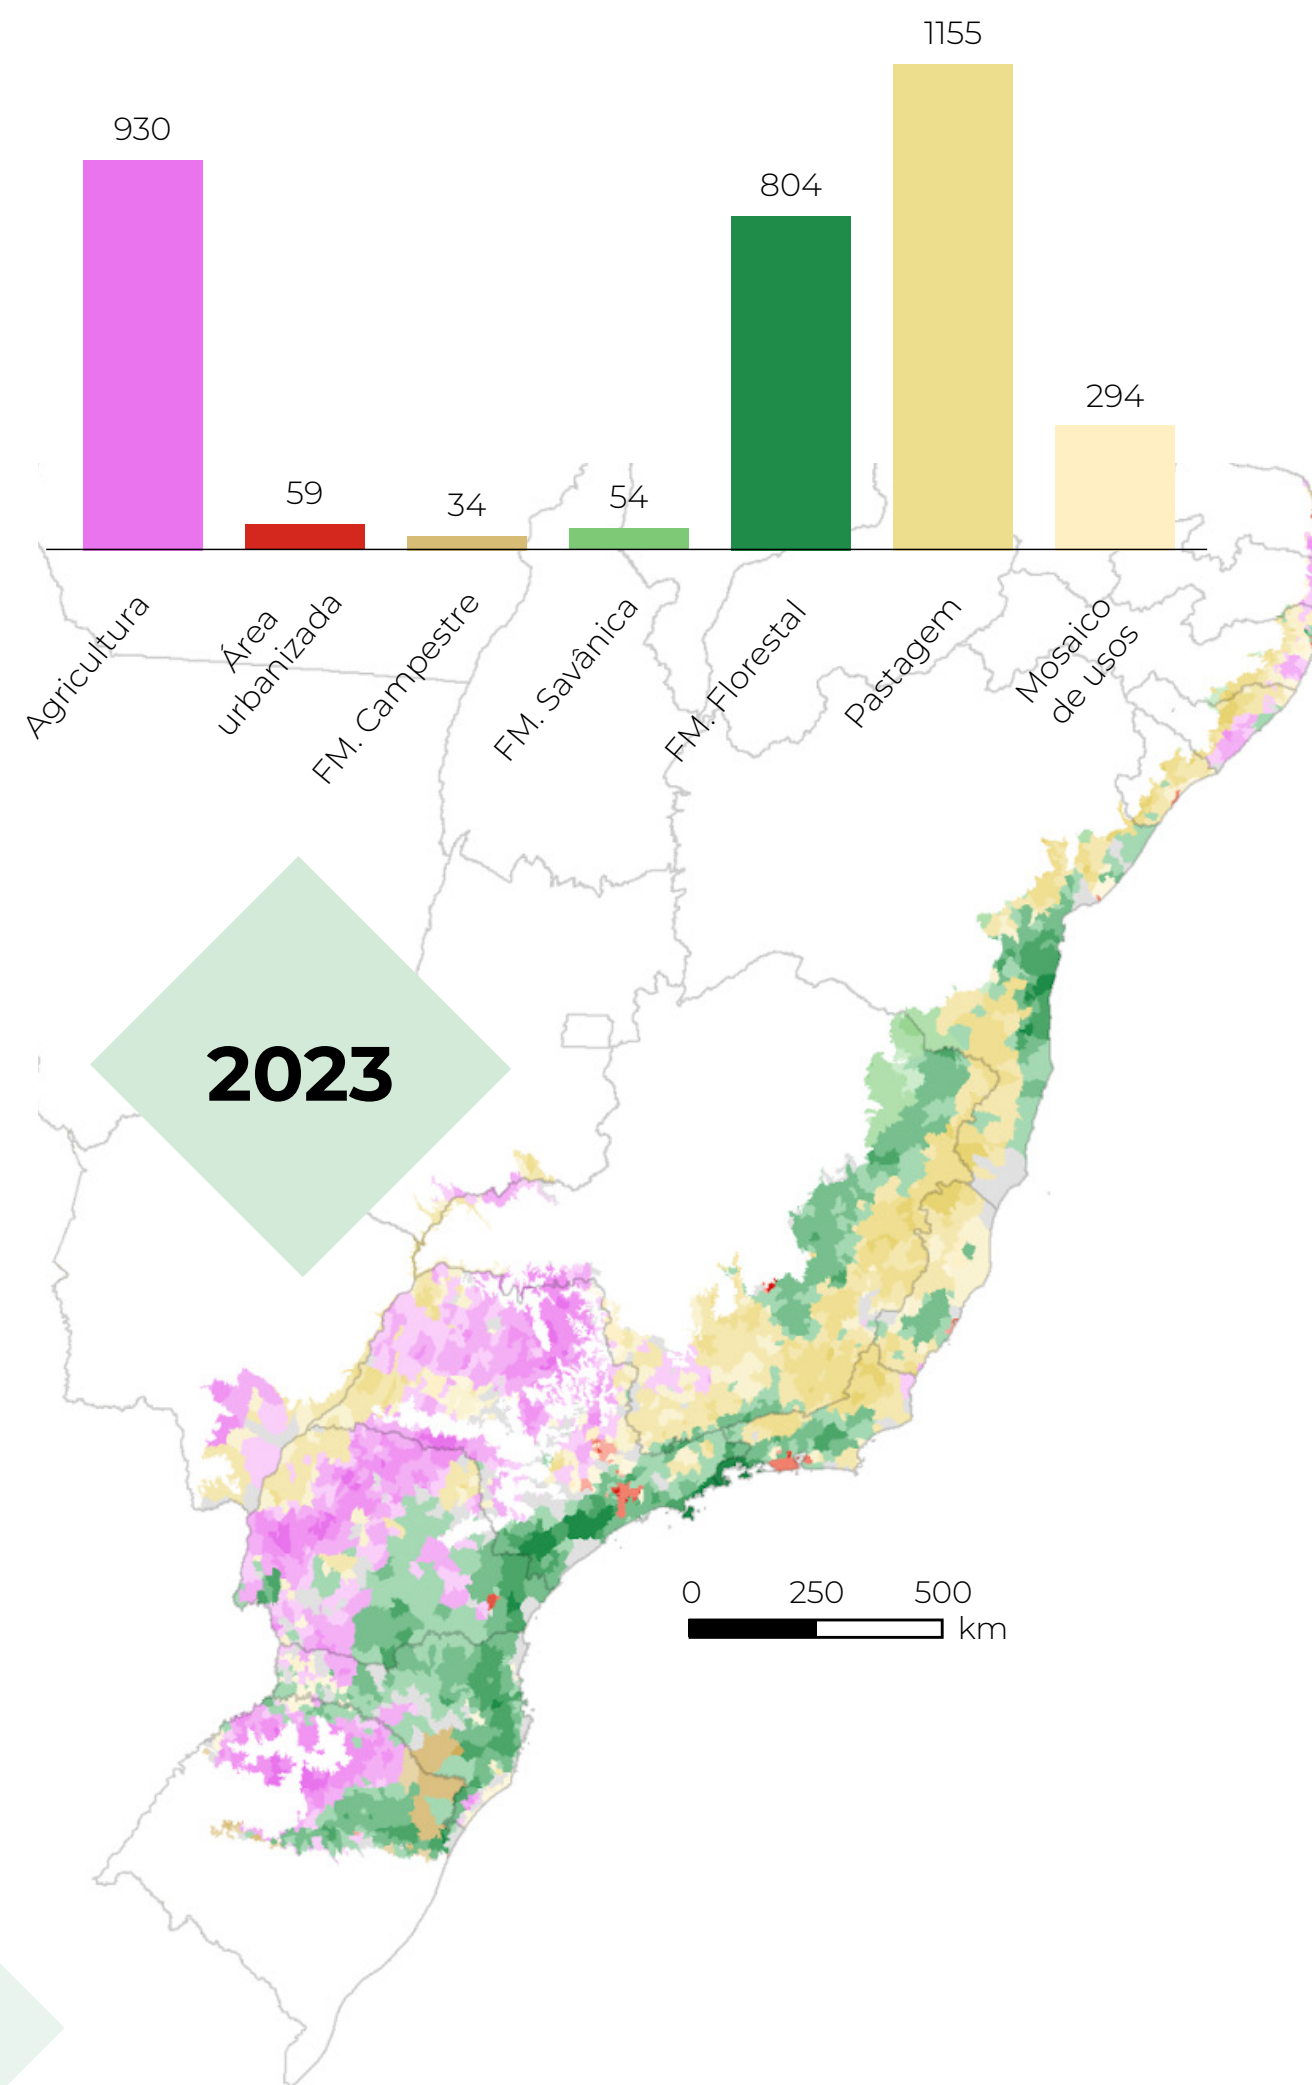 1155
930
804
294
59
34
54
Agricultura
Área
urbanizada
FM. Campestre
FM. Savânica
FM. Florestal
Pastagem
Mosaico
de usos
2023
0 250 500
km